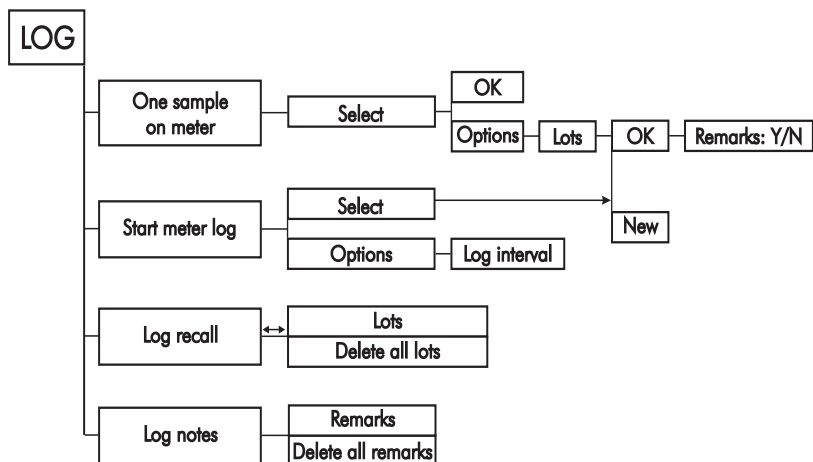 LOG
One sample
on meter
Select
OK
Options
Lots
OK
Remarks: Y/N
Start meter log
Select
New
Options
Log interval
Log recall
Lots
Delete all lots
Log notes
Remarks
Delete all remarks